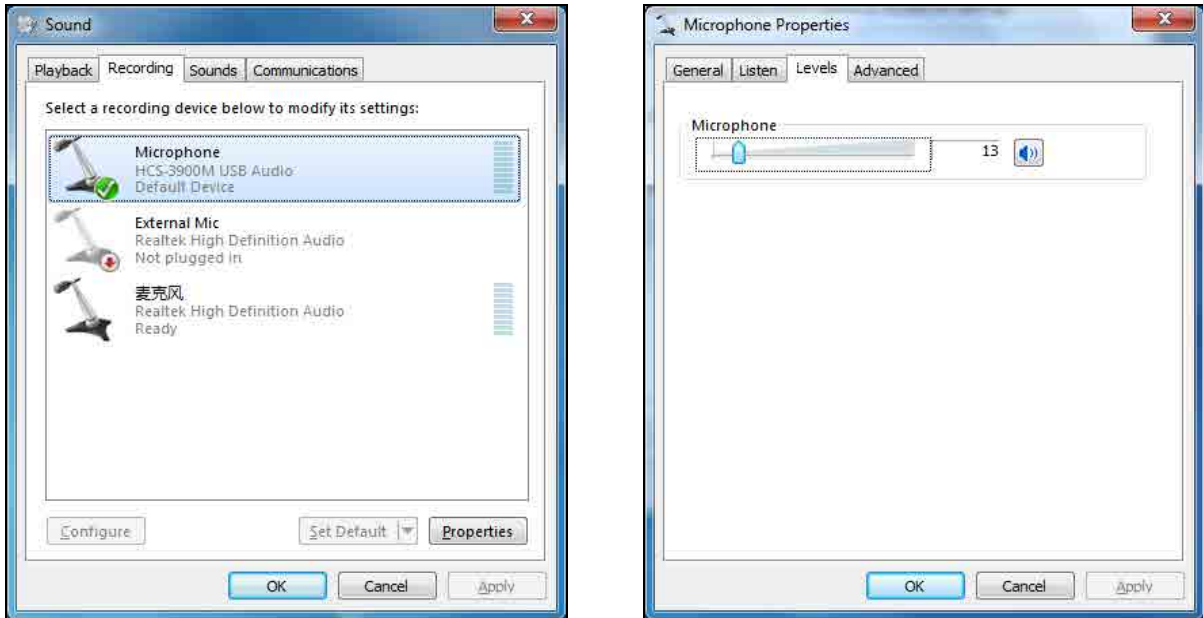 Sound
Playback Recording Sounds Communications
Select a recording device below to modify its settings:
Microphone
HCS-3900M USB Audio
Default Device
External Mic
Realtek High Definition Audio
Not plugged in
麦克风
Realtek High Definition Audio
Ready
Configure Set Default Properties
OK Cancel Apply
Microphone Properties
General Listen Levels Advanced
Microphone
13
OK Cancel Apply